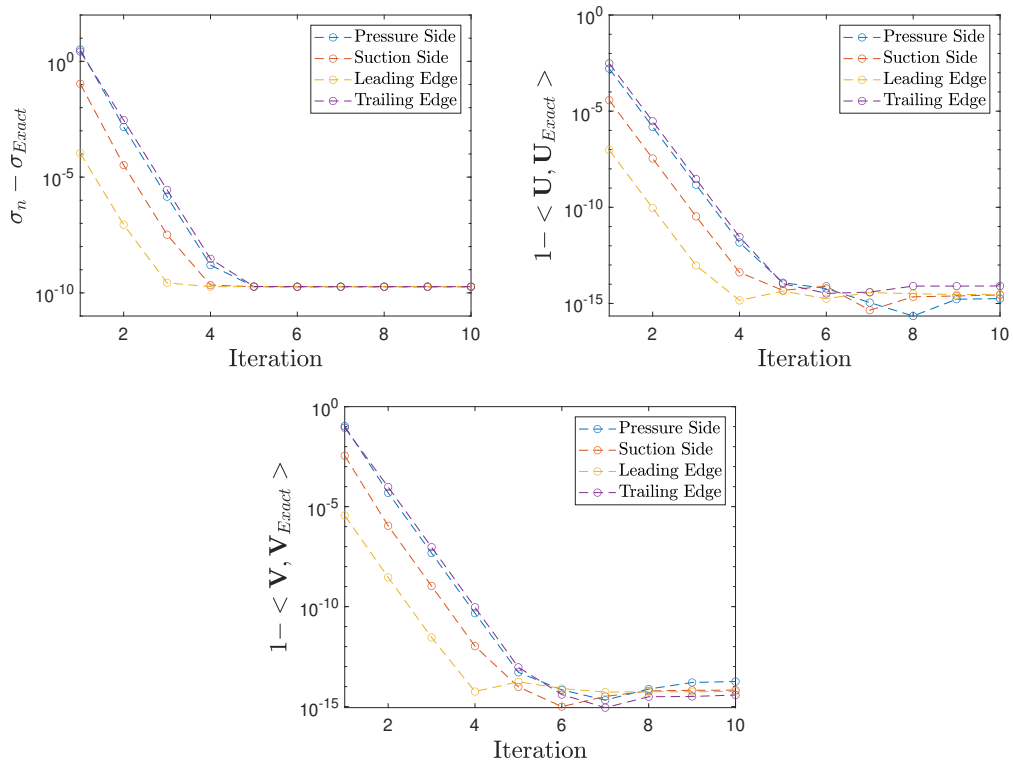 10^0
10^-5
10^-10
σ_n − σ_Exact
2
4
6
8
10
Iteration
Pressure Side
Suction Side
Leading Edge
Trailing Edge
10^0
10^-5
10^-10
10^-15
1− < U, U_Exact >
2
4
6
8
10
Iteration
Pressure Side
Suction Side
Leading Edge
Trailing Edge
10^0
10^-5
10^-10
10^-15
1− < V, V_Exact >
2
4
6
8
10
Iteration
Pressure Side
Suction Side
Leading Edge
Trailing Edge